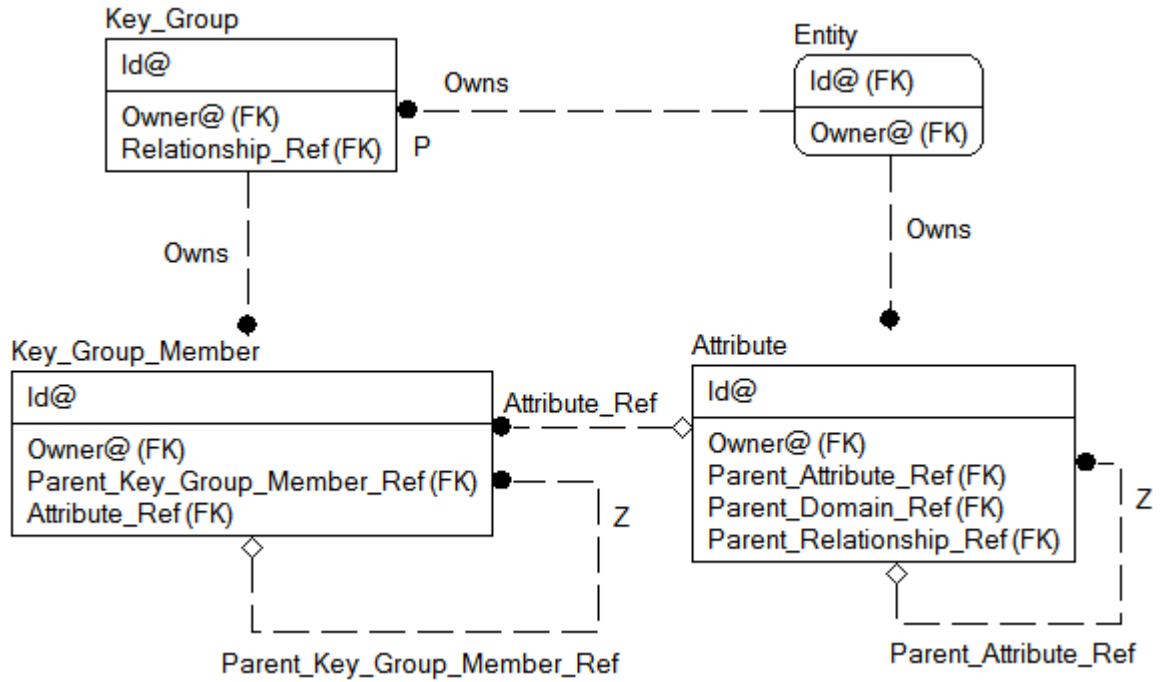 Key_Group
Id@
Owner@ (FK)
Relationship_Ref (FK)
Owns
P
Entity
Id@ (FK)
Owner@ (FK)
Owns
Owns
Key_Group_Member
Id@
Owner@ (FK)
Parent_Key_Group_Member_Ref (FK)
Attribute_Ref (FK)
Attribute_Ref
Z
Parent_Key_Group_Member_Ref
Attribute
Id@
Owner@ (FK)
Parent_Attribute_Ref (FK)
Parent_Domain_Ref (FK)
Parent_Relationship_Ref (FK)
Z
Parent_Attribute_Ref